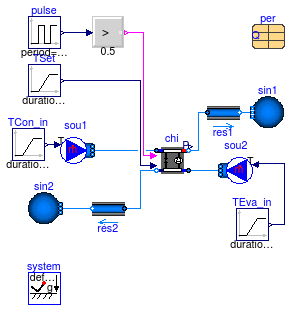 pulse
period=…
>
0.5
per
Q
TSet
duratio…
sin1
res1
TCon_in
duratio…
sou1
T
chi
P
sou2
T
sin2
res2
TEva_in
duratio…
system
def…
g